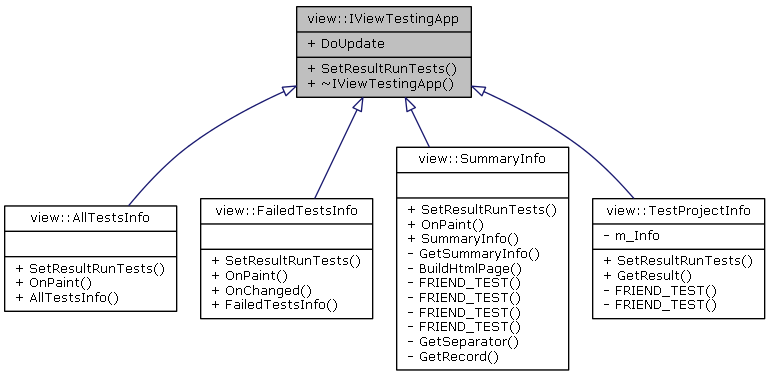 view::IViewTestingApp
+ DoUpdate
+ SetResultRunTests()
+ ~IViewTestingApp()
view::AllTestsInfo
+ SetResultRunTests()
+ OnPaint()
+ AllTestsInfo()
view::FailedTestsInfo
+ SetResultRunTests()
+ OnPaint()
+ OnChanged()
+ FailedTestsInfo()
view::SummaryInfo
+ SetResultRunTests()
+ OnPaint()
+ SummaryInfo()
- GetSummaryInfo()
- BuildHtmlPage()
- FRIEND_TEST()
- FRIEND_TEST()
- FRIEND_TEST()
- FRIEND_TEST()
- GetSeparator()
- GetRecord()
view::TestProjectInfo
- m_Info
+ SetResultRunTests()
+ GetResult()
- FRIEND_TEST()
- FRIEND_TEST()